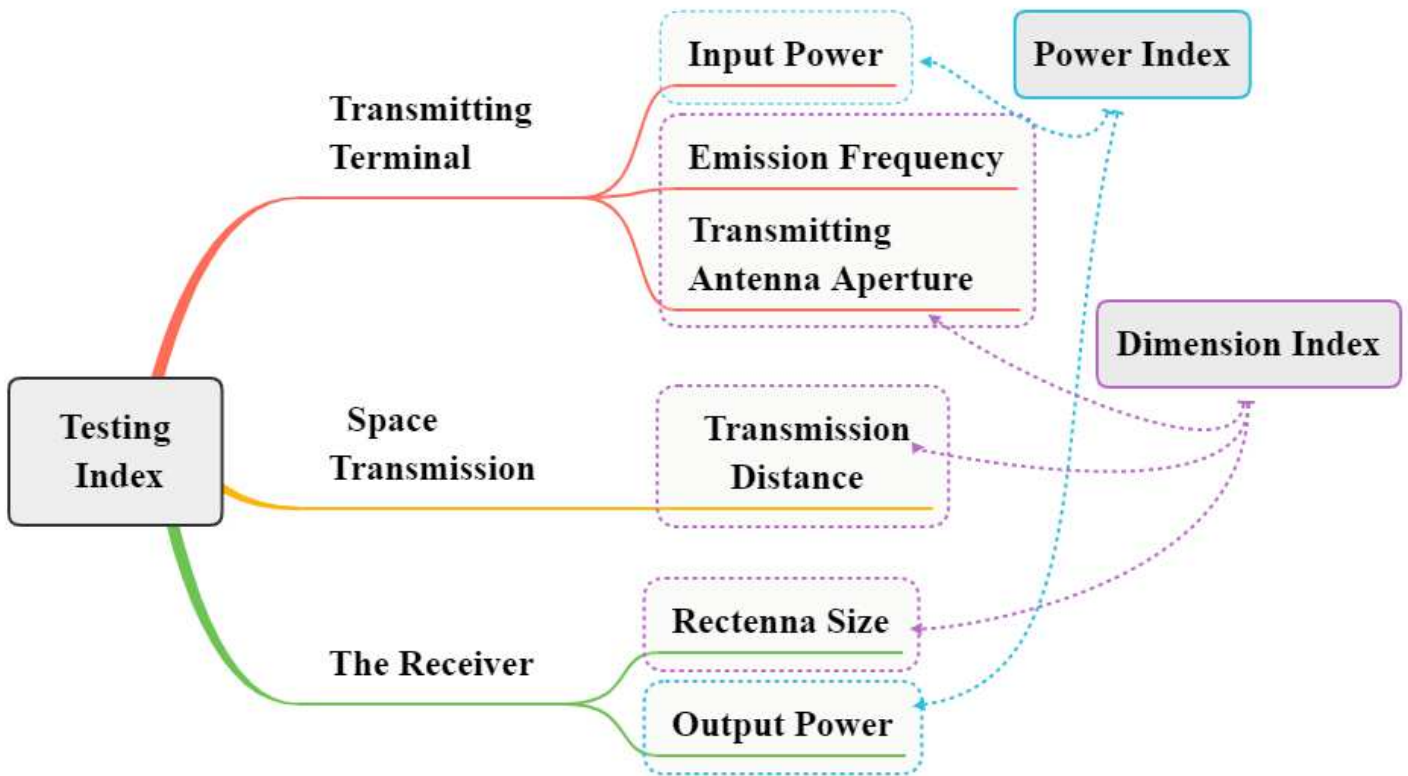 Input Power
Power Index
Transmitting
Terminal
Emission Frequency
Transmitting
Antenna Aperture
Dimension Index
Testing
Index
Space
Transmission
Transmission
Distance
Rectenna Size
The Receiver
Output Power